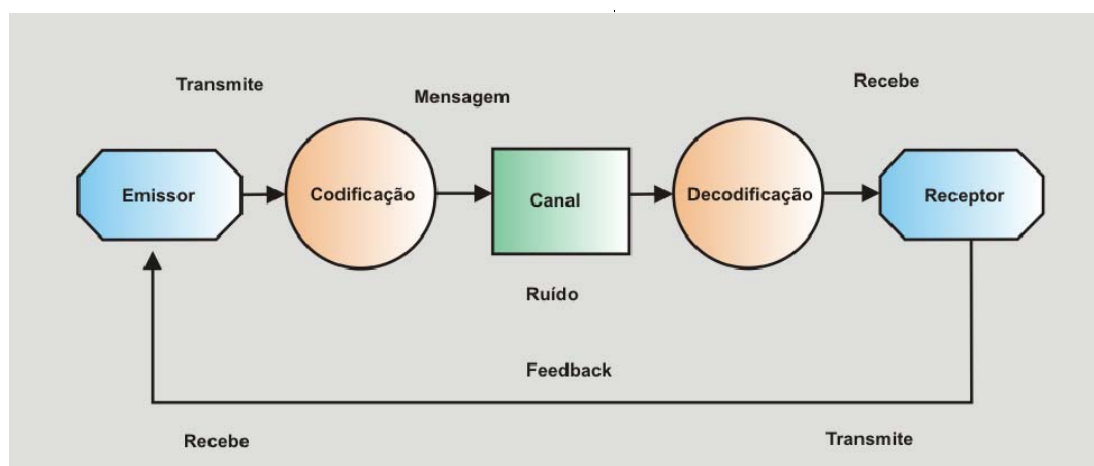 Transmite
Mensagem
Recebe
Emissor
Codificação
Canal
Decodificação
Receptor
Ruído
Feedback
Recebe
Transmite